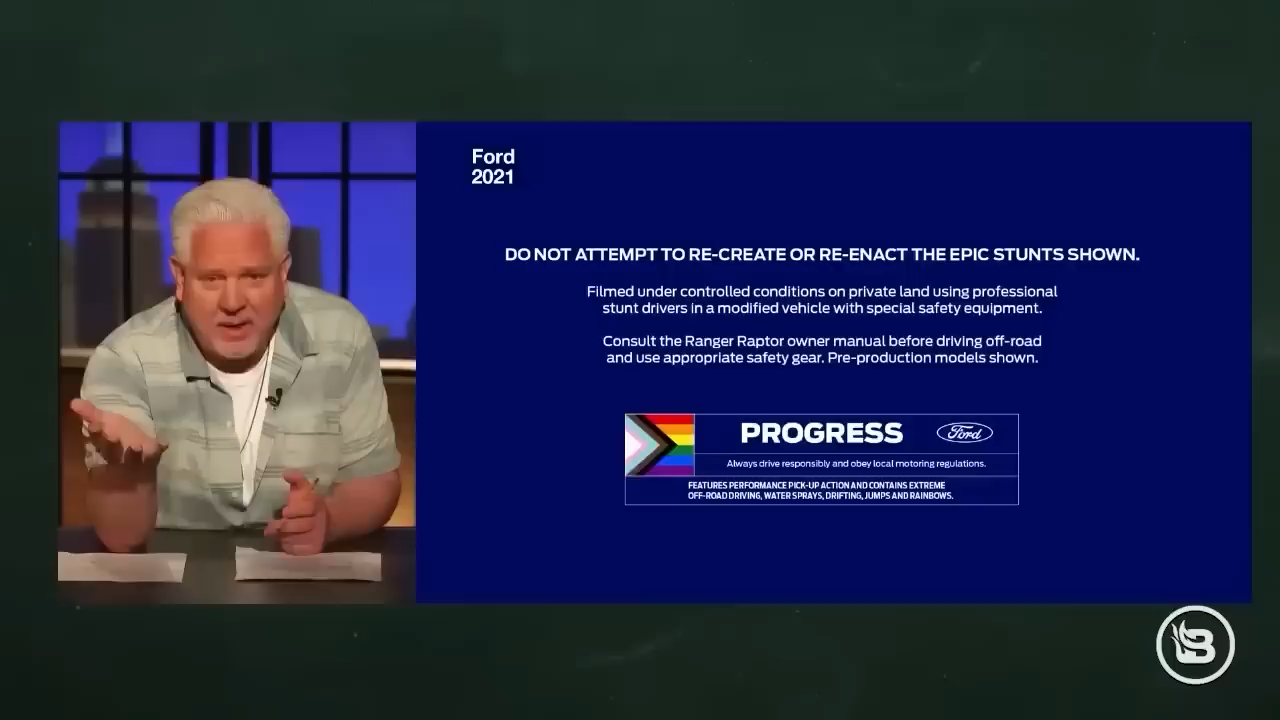 Ford
2021
DO NOT ATTEMPT TO RE-CREATE OR RE-ENACT THE EPIC STUNTS SHOWN.
Filmed under controlled conditions on private land using professional
stunt drivers in a modified vehicle with special safety equipment.
Consult the Ranger Raptor owner manual before driving off-road
and use appropriate safety gear. Pre-production models shown.
PROGRESS
Ford
Always drive responsibly and obey local motoring regulations.
FEATURES PERFORMANCE PICK-UP ACTION AND CONTAINS EXTREME
OFF-ROAD DRIVING, WATER SPRAYS, DRIFTING, JUMPS AND RAINBOWS.
B